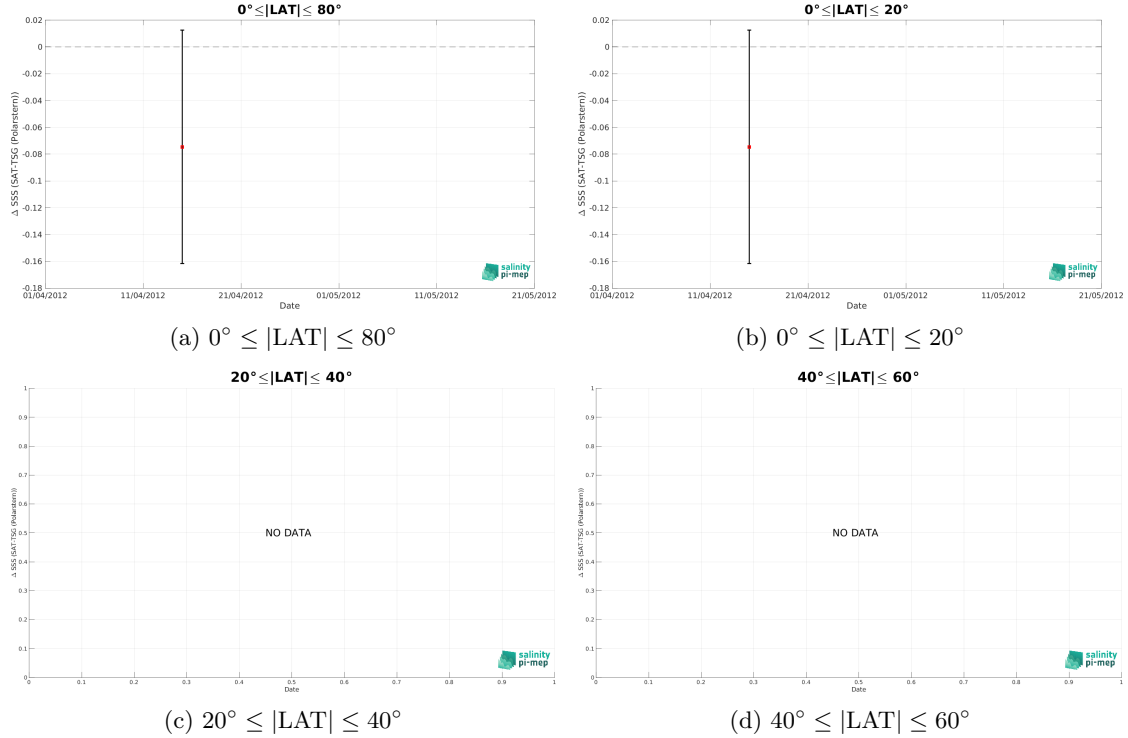 0°≤|LAT|≤ 80°
0.02
0
-0.02
-0.04
-0.06
-0.08
-0.1
-0.12
-0.14
-0.16
-0.18
Δ SSS (SAT-TSG (Polarstern))
01/04/2012 11/04/2012 21/04/2012 01/05/2012 11/05/2012 21/05/2012
Date
salinity
pi-mep
(a) 0° ≤ |LAT| ≤ 80°
0°≤|LAT|≤ 20°
0.02
0
-0.02
-0.04
-0.06
-0.08
-0.1
-0.12
-0.14
-0.16
-0.18
Δ SSS (SAT-TSG (Polarstern))
01/04/2012 11/04/2012 21/04/2012 01/05/2012 11/05/2012 21/05/2012
Date
salinity
pi-mep
(b) 0° ≤ |LAT| ≤ 20°
20°≤|LAT|≤ 40°
1
0.9
0.8
0.7
0.6
0.5
0.4
0.3
0.2
0.1
0
Δ SSS (SAT-TSG (Polarstern))
NO DATA
0 0.1 0.2 0.3 0.4 0.5 0.6 0.7 0.8 0.9 1
Date
salinity
pi-mep
(c) 20° ≤ |LAT| ≤ 40°
40°≤|LAT|≤ 60°
1
0.9
0.8
0.7
0.6
0.5
0.4
0.3
0.2
0.1
0
Δ SSS (SAT-TSG (Polarstern))
NO DATA
0 0.1 0.2 0.3 0.4 0.5 0.6 0.7 0.8 0.9 1
Date
salinity
pi-mep
(d) 40° ≤ |LAT| ≤ 60°